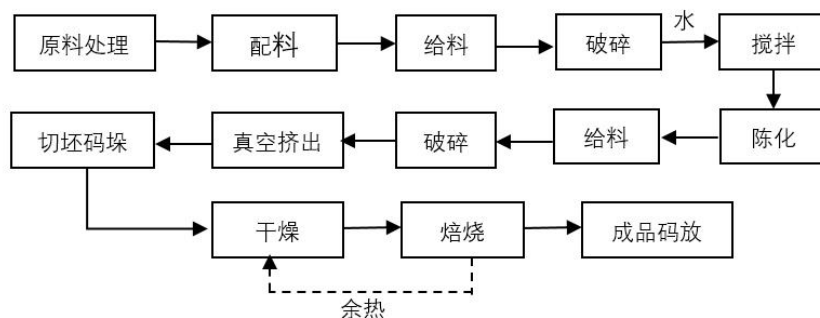 原料处理
配料
给料
破碎
水
搅拌
陈化
给料
破碎
真空挤出
切坯码垛
干燥
焙烧
成品码放
余热